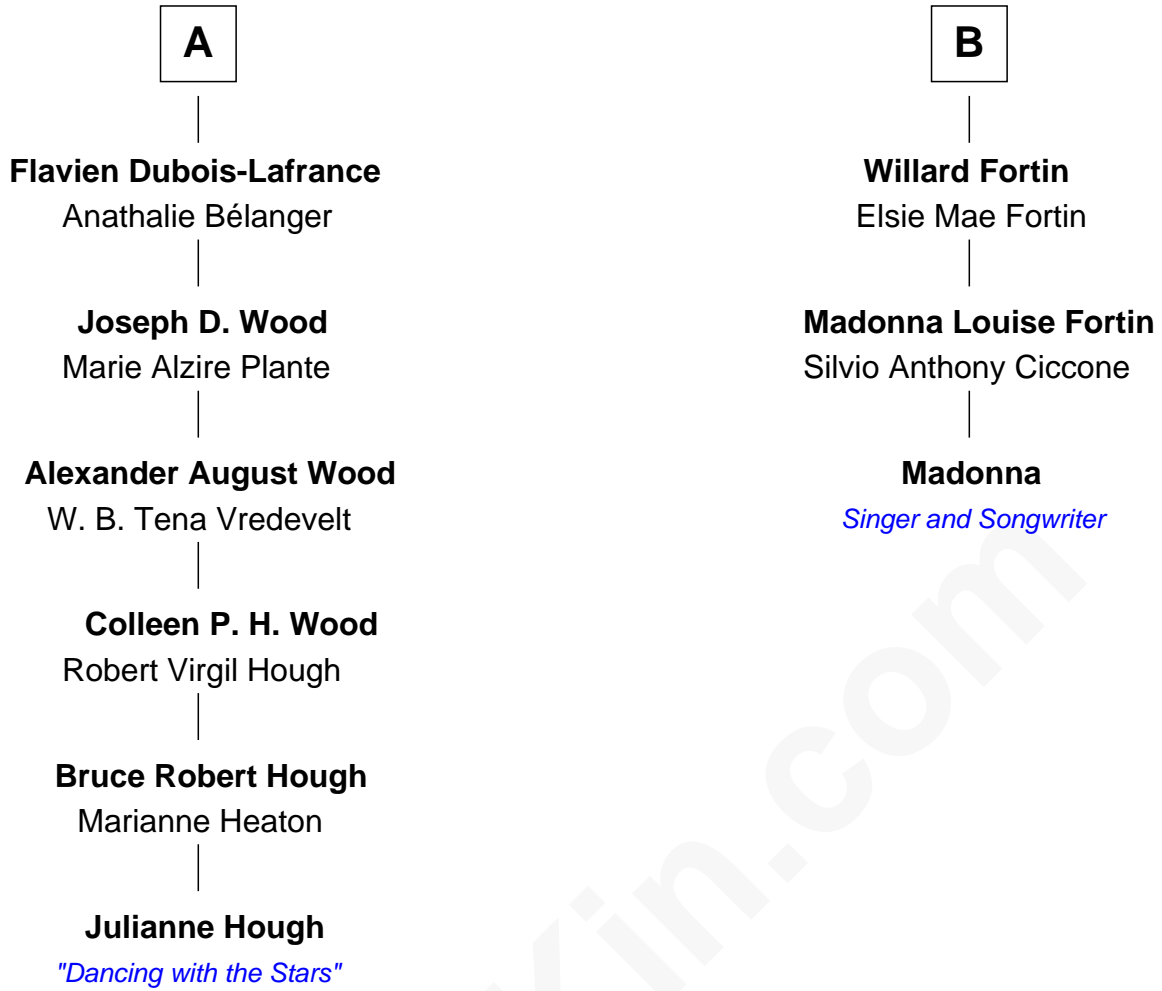 A
Flavien Dubois-Lafrance
Anathalie Bélanger
Joseph D. Wood
Marie Alzire Plante
Alexander August Wood
W. B. Tena Vredevelt
Colleen P. H. Wood
Robert Virgil Hough
Bruce Robert Hough
Marianne Heaton
Julianne Hough
"Dancing with the Stars"
B
Willard Fortin
Elsie Mae Fortin
Madonna Louise Fortin
Silvio Anthony Ciccone
Madonna
Singer and Songwriter
Kin.com